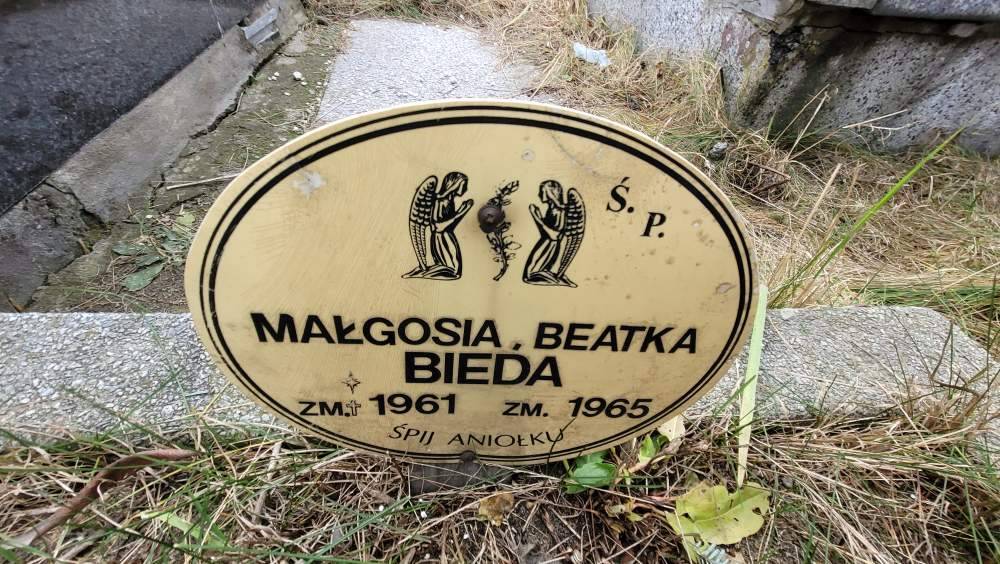 Ś. P.
MAŁGOSIA, BEATKA
BIEDA
ZM. 1961 ZM. 1965
ŚPIJ ANIOŁKU